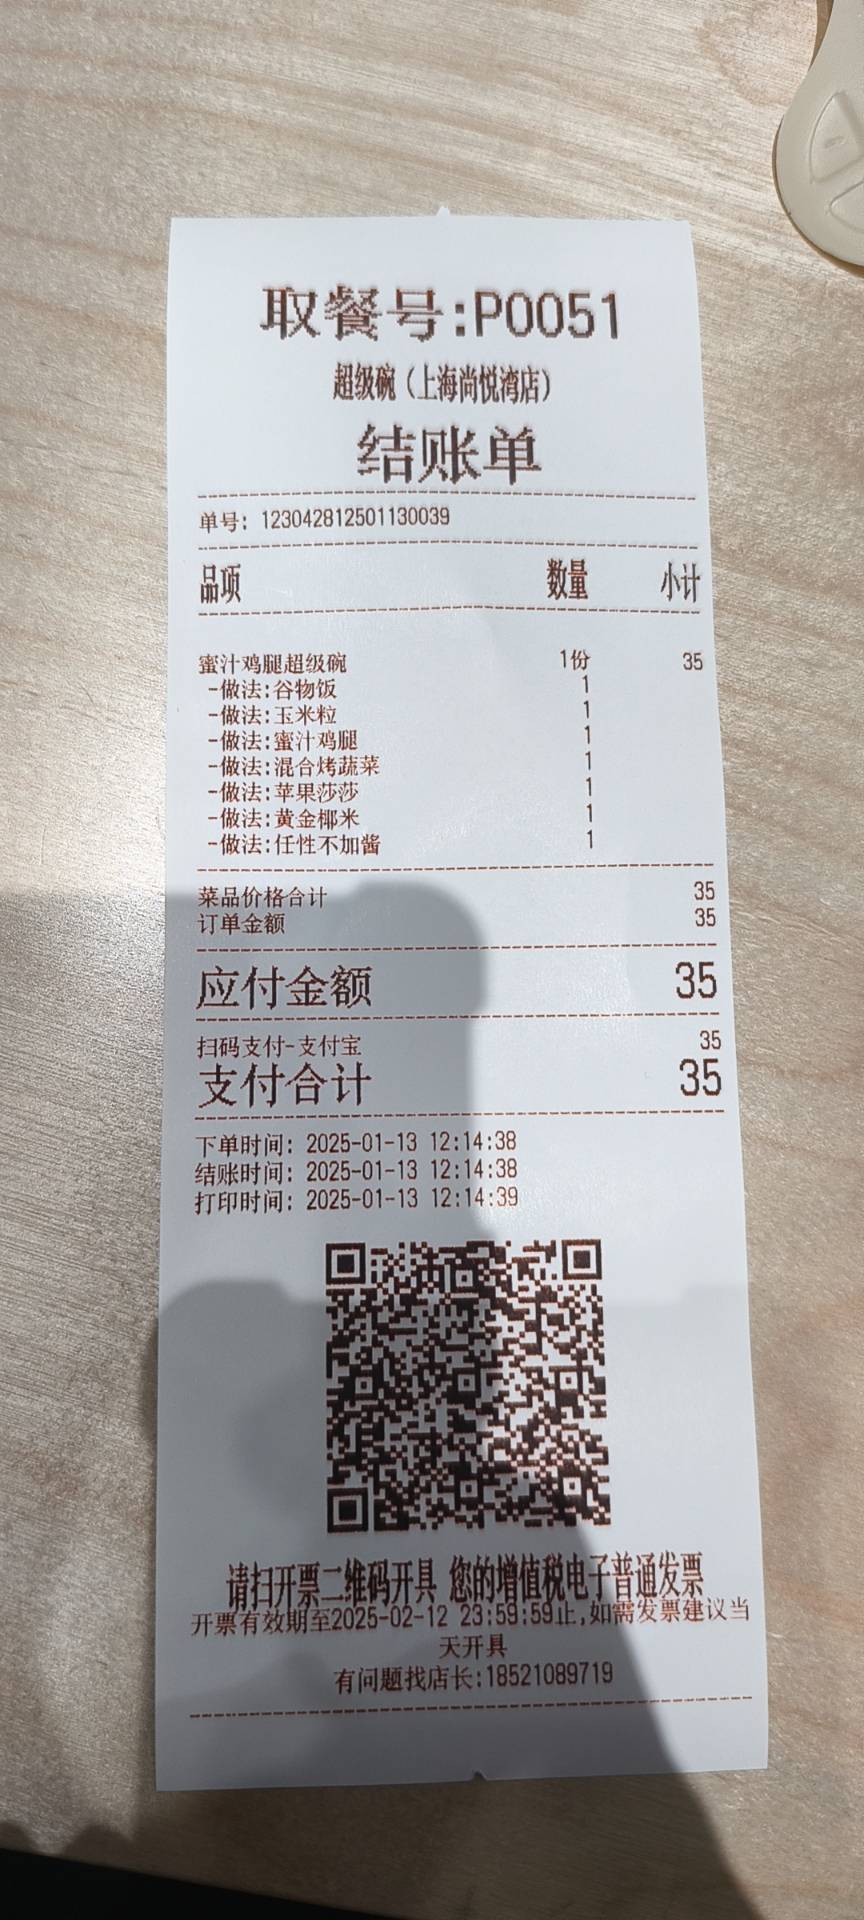 取餐号:P0051
超级碗（上海尚悦湾店）
结账单
单号: 123042812501130039
品项 数量 小计
蜜汁鸡腿超级碗 1份 35
-做法:谷物饭 1
-做法:玉米粒 1
-做法:蜜汁鸡腿 1
-做法:混合烤蔬菜 1
-做法:苹果莎莎 1
-做法:黄金椰米 1
-做法:任性不加酱 1
菜品价格合计 35
订单金额 35
应付金额 35
扫码支付-支付宝 35
支付合计 35
下单时间: 2025-01-13 12:14:38
结账时间: 2025-01-13 12:14:38
打印时间: 2025-01-13 12:14:39
请扫开票二维码开具 您的增值税电子普通发票
开票有效期至2025-02-12 23:59:59止,如需发票建议当
天开具
有问题找店长:18521089719